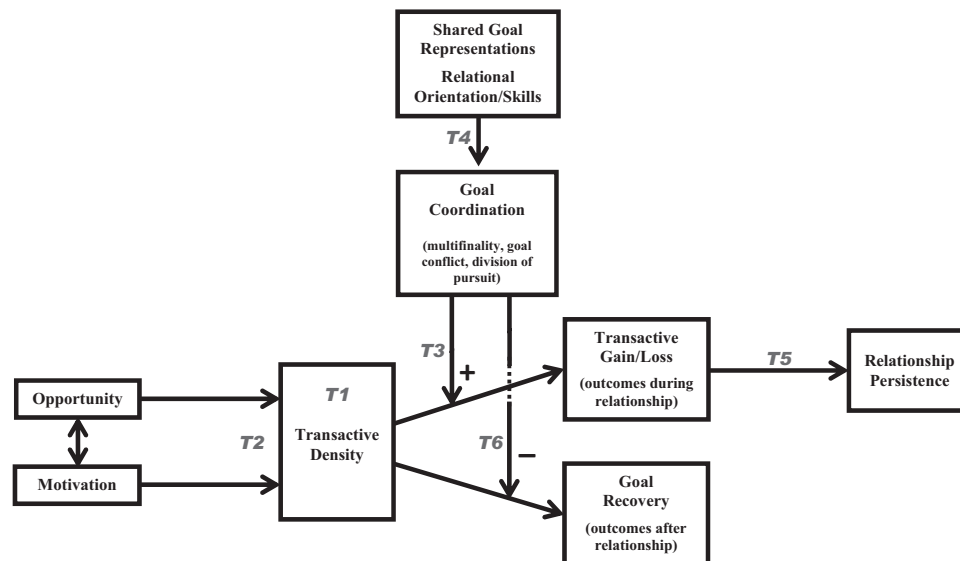 Shared Goal
Representations
Relational
Orientation/Skills
T4
Goal
Coordination
(multifinality, goal
conflict, division of
pursuit)
T3
+
Transactive
Gain/Loss
(outcomes during
relationship)
T5
Relationship
Persistence
Opportunity
Motivation
T2
T1
Transactive
Density
T6
–
Goal
Recovery
(outcomes after
relationship)